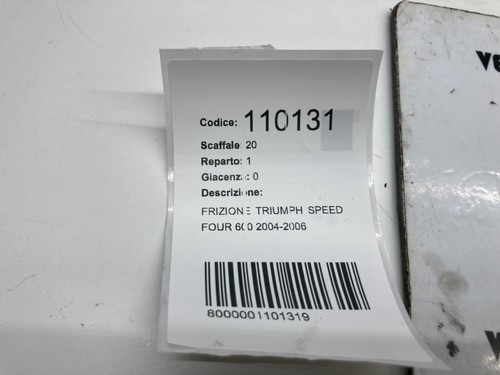 Codice: 110131
Scaffale: 20
Reparto: 1
Giacenza: 0
Descrizione:
FRIZIONE TRIUMPH SPEED
FOUR 600 2004-2006
8000001101319